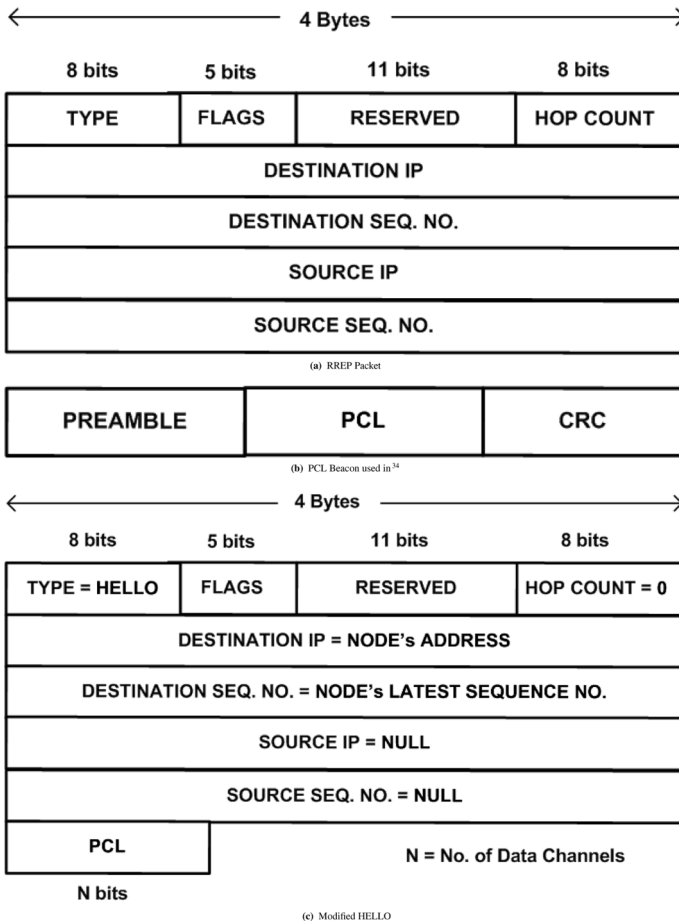 4 Bytes
8 bits 5 bits 11 bits 8 bits
TYPE FLAGS RESERVED HOP COUNT
DESTINATION IP
DESTINATION SEQ. NO.
SOURCE IP
SOURCE SEQ. NO.
(a) RREP Packet
PREAMBLE PCL CRC
(b) PCL Beacon used in 34
4 Bytes
8 bits 5 bits 11 bits 8 bits
TYPE = HELLO FLAGS RESERVED HOP COUNT = 0
DESTINATION IP = NODE's ADDRESS
DESTINATION SEQ. NO. = NODE's LATEST SEQUENCE NO.
SOURCE IP = NULL
SOURCE SEQ. NO. = NULL
PCL N = No. of Data Channels
N bits
(c) Modified HELLO